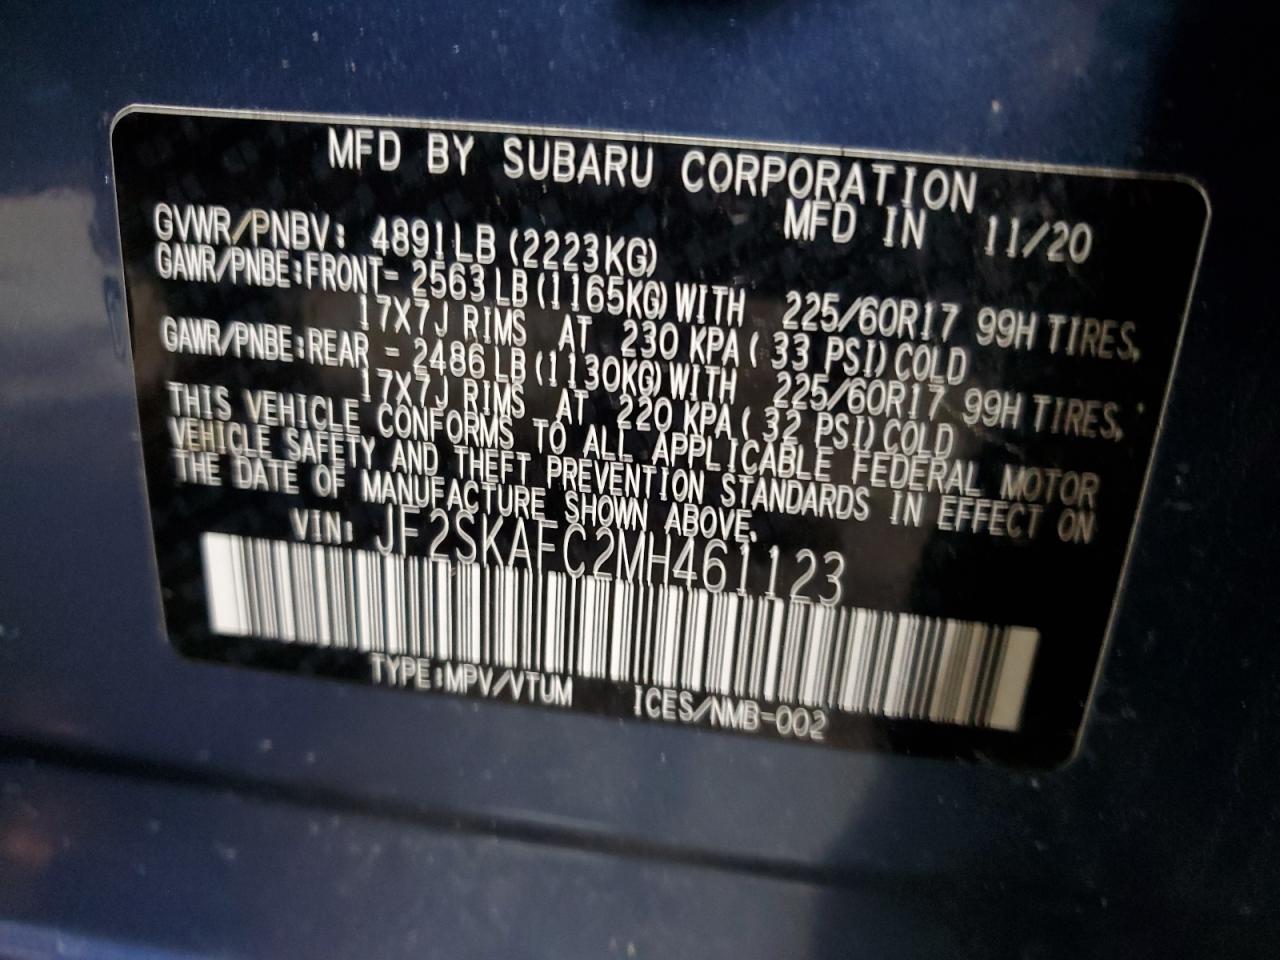 MFD BY SUBARU CORPORATION
MFD IN 11/20
GVWR/PNBV: 4891LB (2223KG)
GAWR/PNBE:FRONT- 2563 LB (1165KG) WITH 225/60R17 99H TIRES,
17X7J RIMS AT 230 KPA ( 33 PSI) COLD
GAWR/PNBE:REAR - 2486 LB (1130KG) WITH 225/60R17 99H TIRES,
17X7J RIMS AT 220 KPA ( 32 PSI) COLD
THIS VEHICLE CONFORMS TO ALL APPLICABLE FEDERAL MOTOR
VEHICLE SAFETY AND THEFT PREVENTION STANDARDS IN EFFECT ON
THE DATE OF MANUFACTURE SHOWN ABOVE.
VIN: JF2SKAFC2MH461123
TYPE:MPV/VTUM ICES/NMB-002